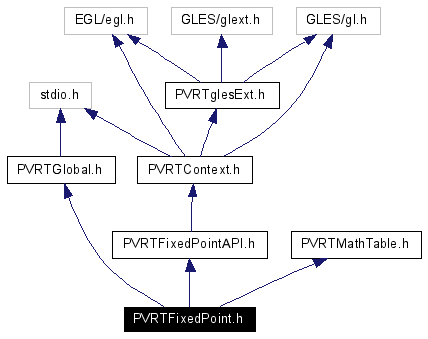 EGL/egl.h
GLES/glext.h
GLES/gl.h
stdio.h
PVRTglesExt.h
PVRTGlobal.h
PVRTContext.h
PVRTFixedPointAPI.h
PVRTMathTable.h
PVRTFixedPoint.h